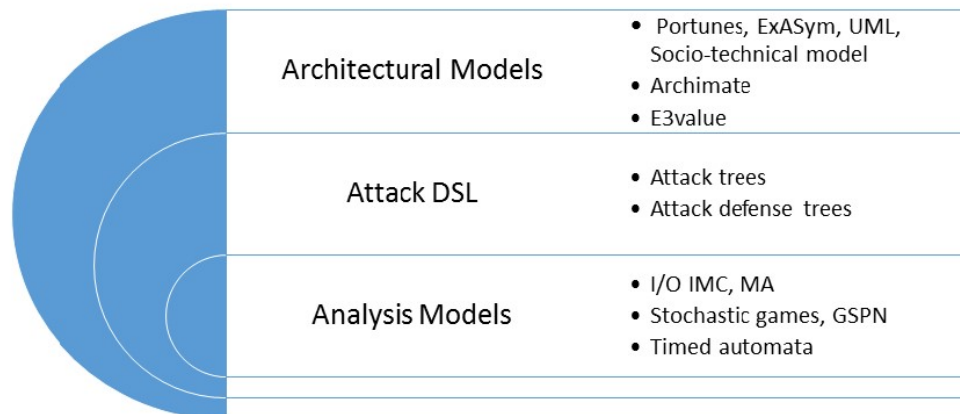 Architectural Models
• Portunes, ExASym, UML,
Socio-technical model
• Archimate
• E3value
Attack DSL
• Attack trees
• Attack defense trees
Analysis Models
• I/O IMC, MA
• Stochastic games, GSPN
• Timed automata